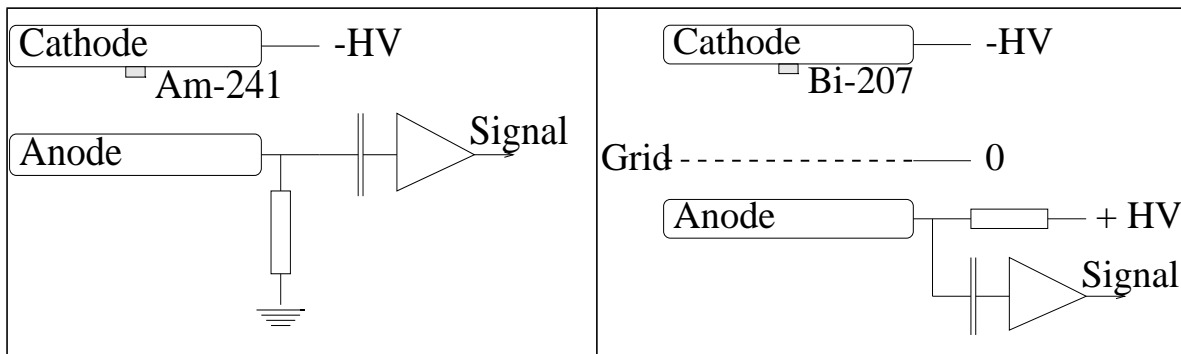 Cathode -HV
Am-241
Anode
Signal
Cathode -HV
Bi-207
Grid 0
Anode + HV
Signal